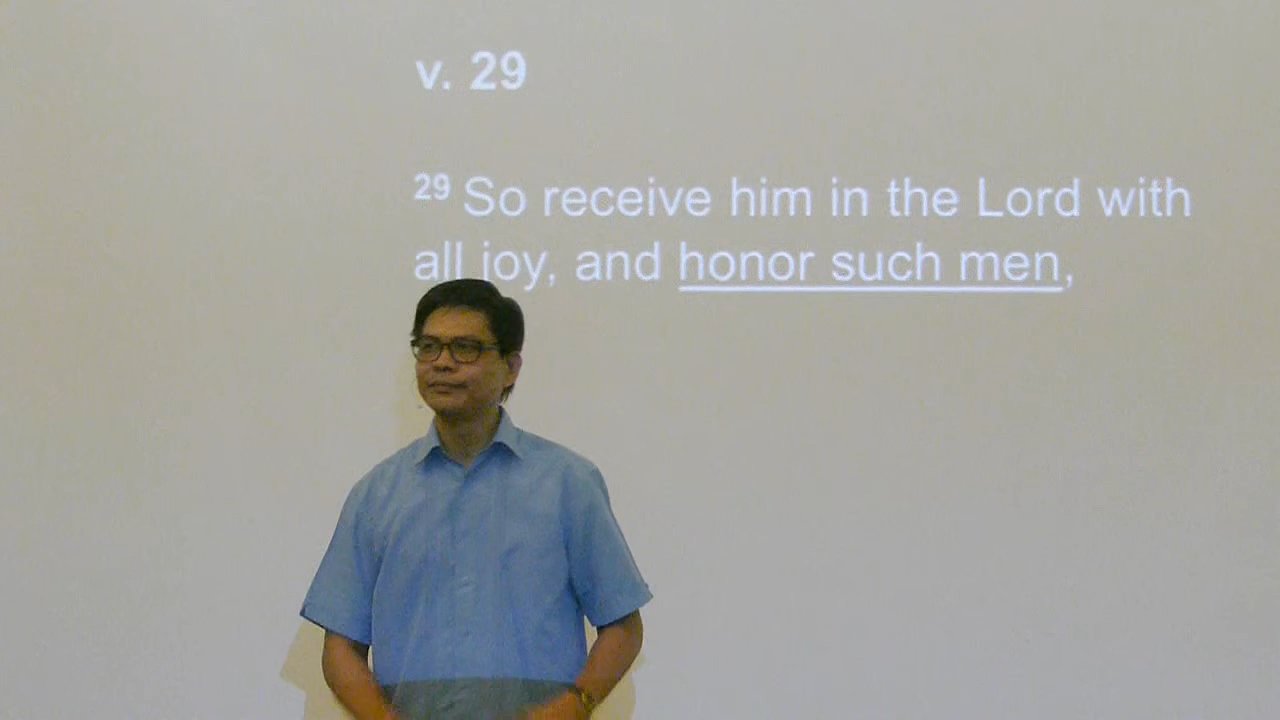 v. 29
29 So receive him in the Lord with
all joy, and honor such men,